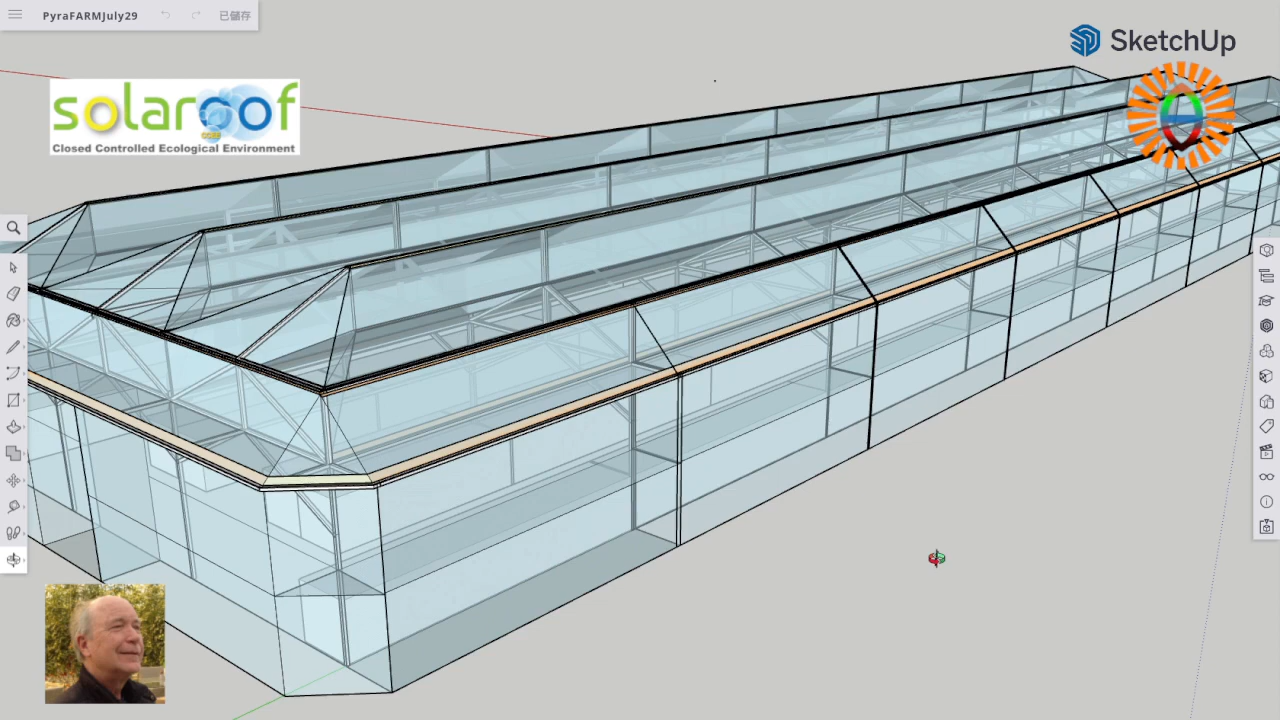 PyraFARMJuly29
已儲存
SketchUp
solaroof
Closed Controlled Ecological Environment